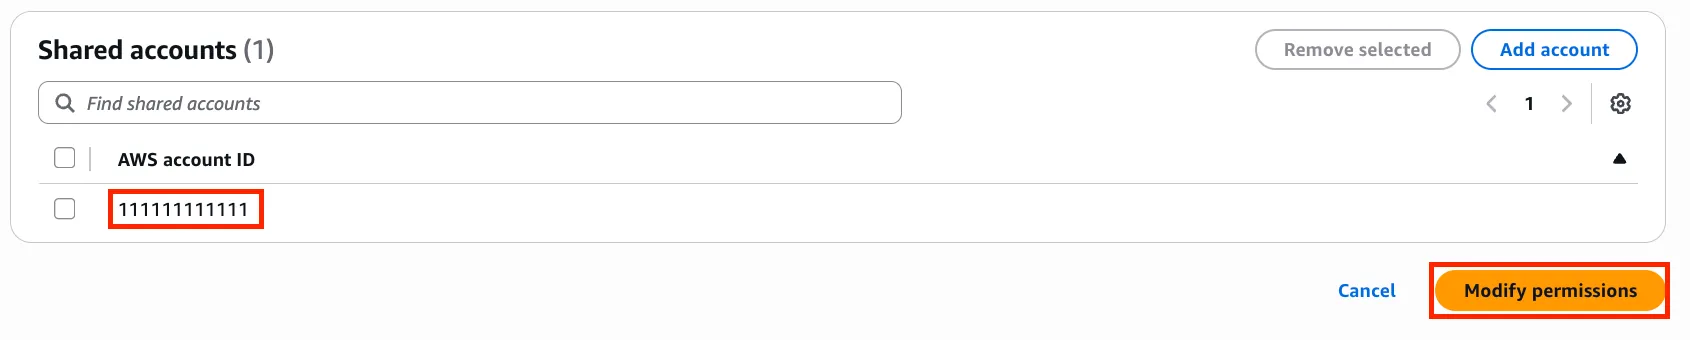 Shared accounts (1)
Remove selected
Add account
Find shared accounts
1
AWS account ID
111111111111
Cancel
Modify permissions